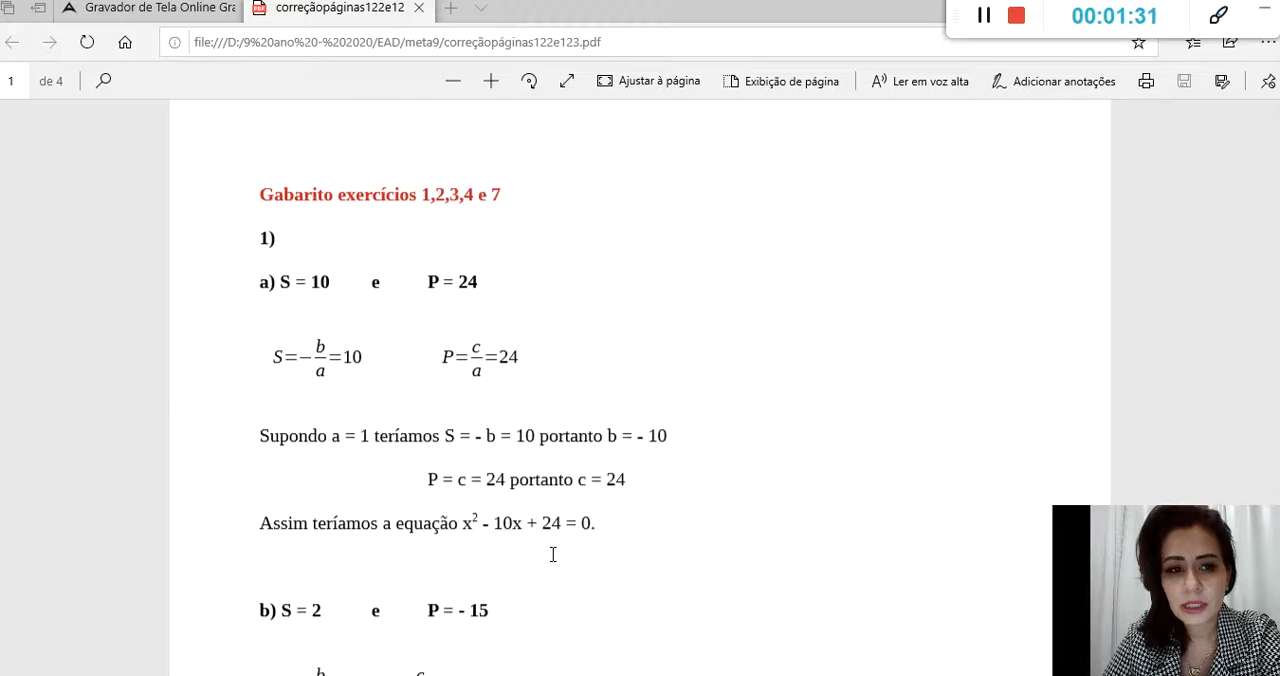 Gravador de Tela Online Gra
correçãopáginas122e12
00:01:31
file:///D:/9%20ano%20-%202020/EAD/meta9/correçãopáginas122e123.pdf
1 de 4 Ajustar à página Exibição de página Ler em voz alta Adicionar anotações
Gabarito exercícios 1,2,3,4 e 7
1)
a) S = 10 e P = 24
S=-b/a=10 P=c/a=24
Supondo a = 1 teríamos S = - b = 10 portanto b = - 10
P = c = 24 portanto c = 24
Assim teríamos a equação x² - 10x + 24 = 0.
b) S = 2 e P = - 15
b c